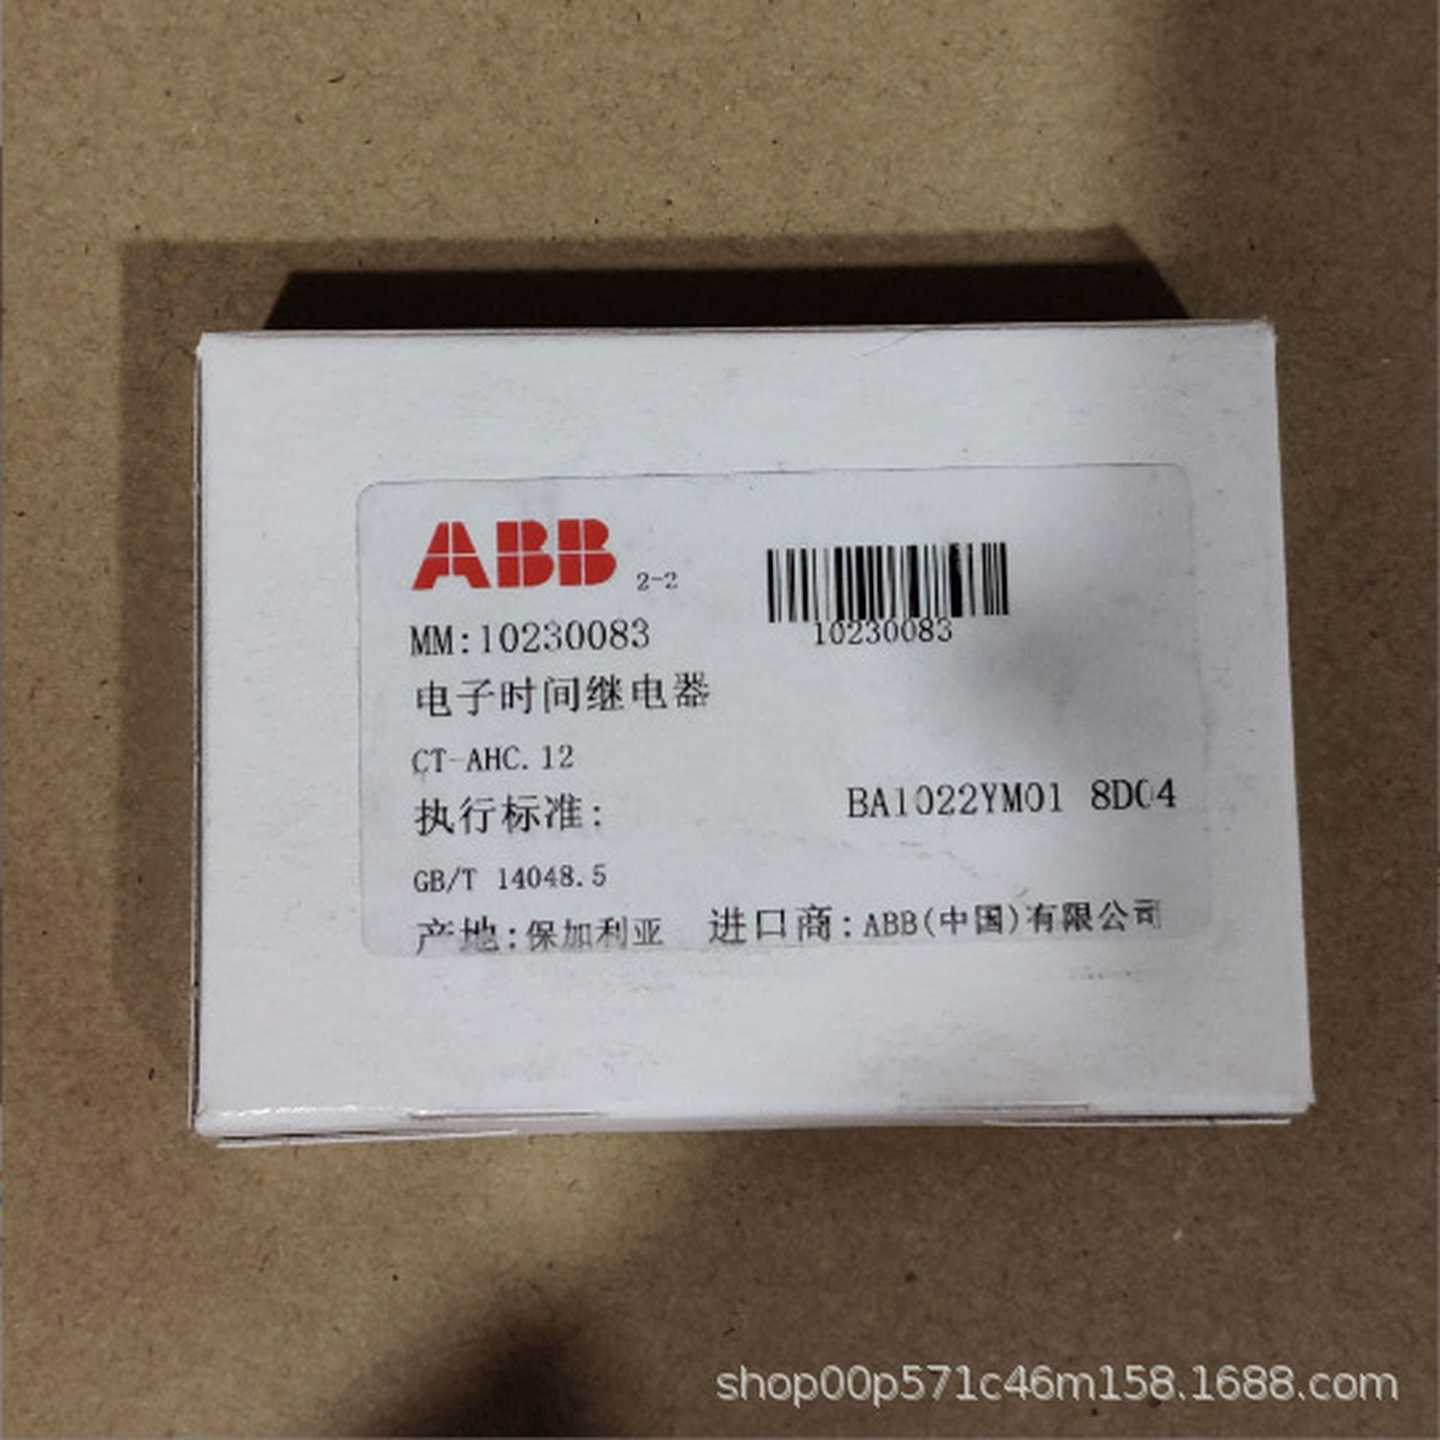 ABB 2-2
10230083
MM:10230083
电子时间继电器
CT-AHC.12
执行标准:
BA1022YM01 8D04
GB/T 14048.5
产地:保加利亚 进口商:ABB(中国)有限公司
shop00p571c46m158.1688.com